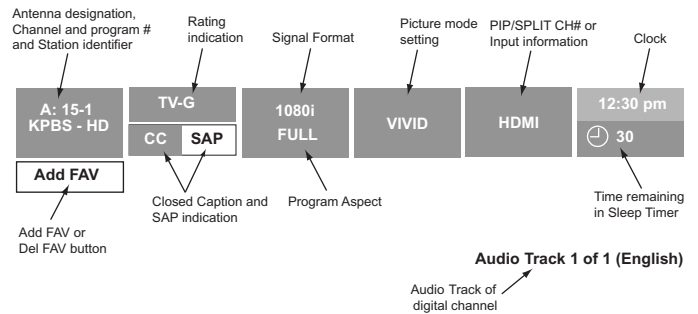 Antenna designation,
Channel and program #
and Station identifier
Rating
indication
Signal Format
Picture mode
setting
PIP/SPLIT CH# or
Input information
Clock
A: 15-1
KPBS - HD
TV-G
CC SAP
1080i
FULL
VIVID
HDMI
12:30 pm
30
Add FAV
Closed Caption and
SAP indication
Program Aspect
Time remaining
in Sleep Timer
Add FAV or
Del FAV button
Audio Track 1 of 1 (English)
Audio Track of
digital channel